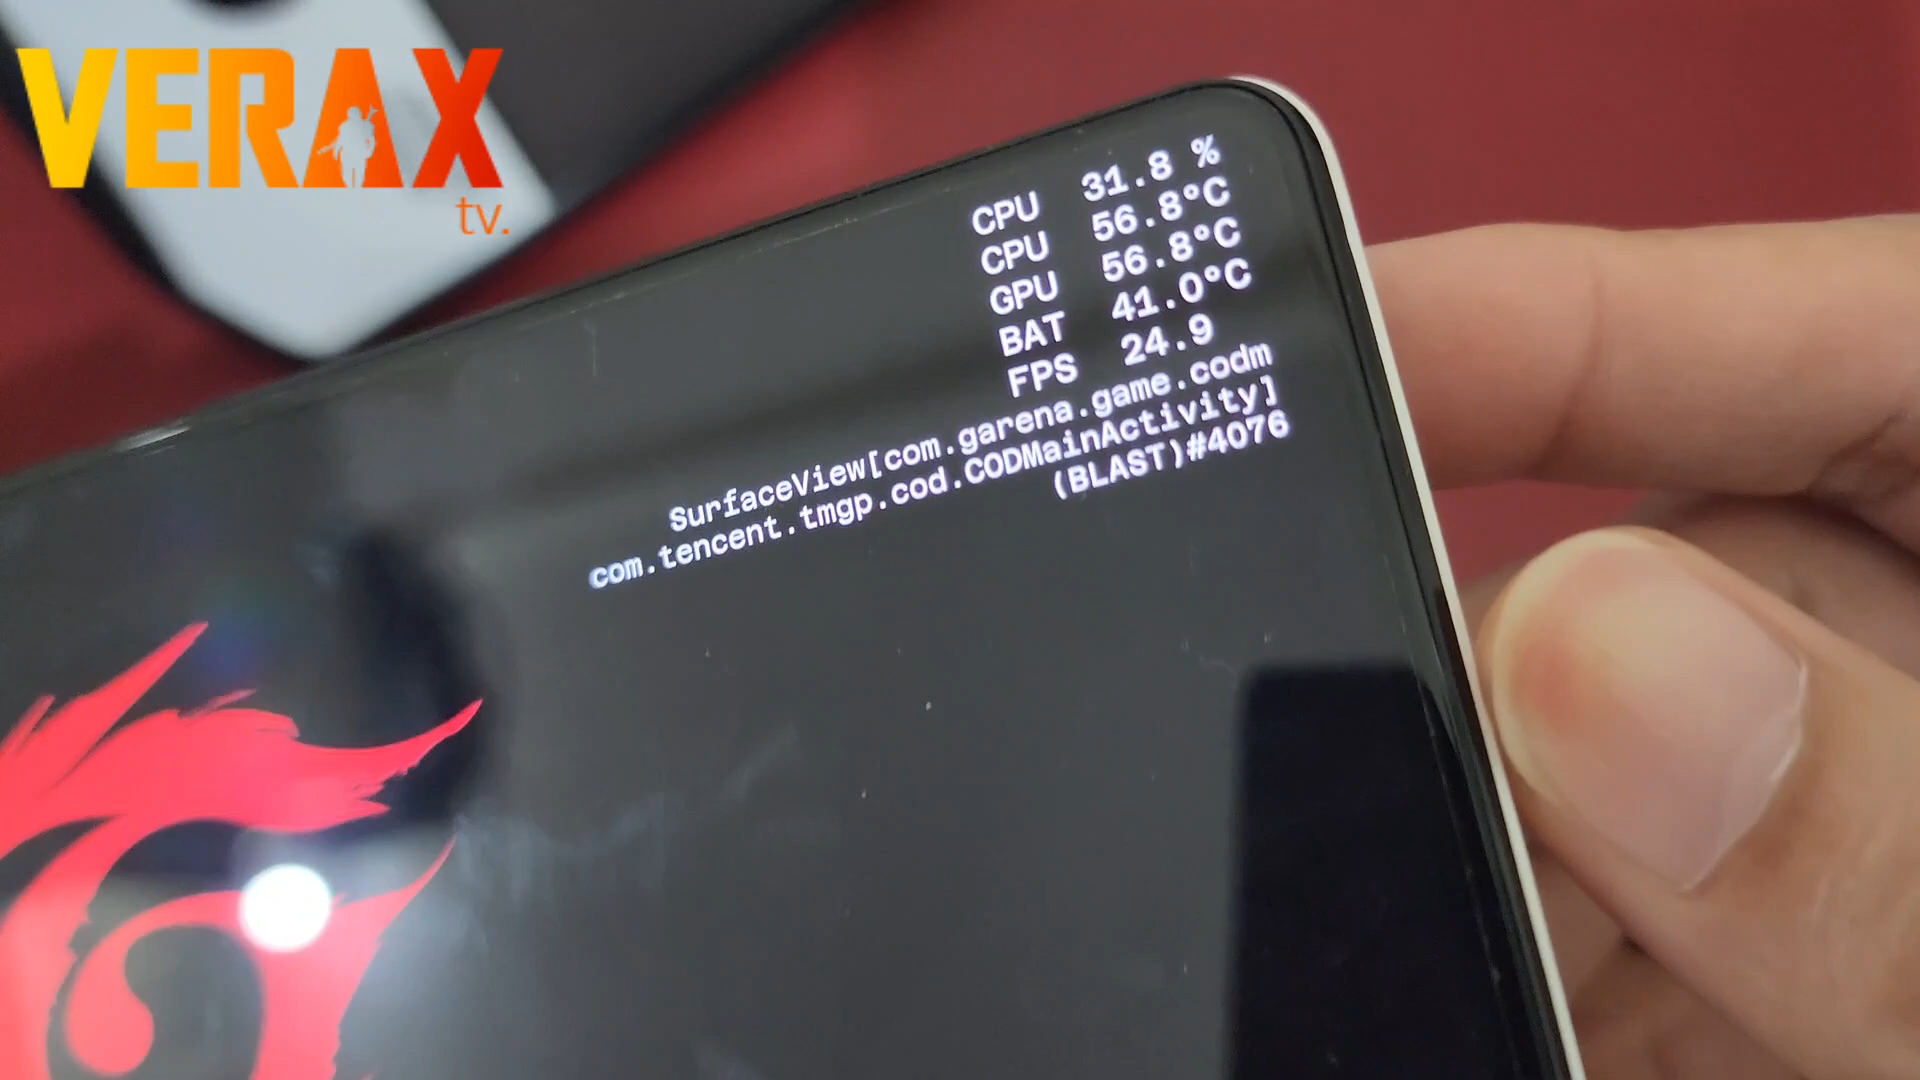 VERAX
tv.
CPU 31.8 %
CPU 56.8°C
GPU 56.8°C
BAT 41.0°C
FPS 24.9
SurfaceView[com.garena.game.codm
com.tencent.tmgp.cod.CODMainActivity]
(BLAST)#4076